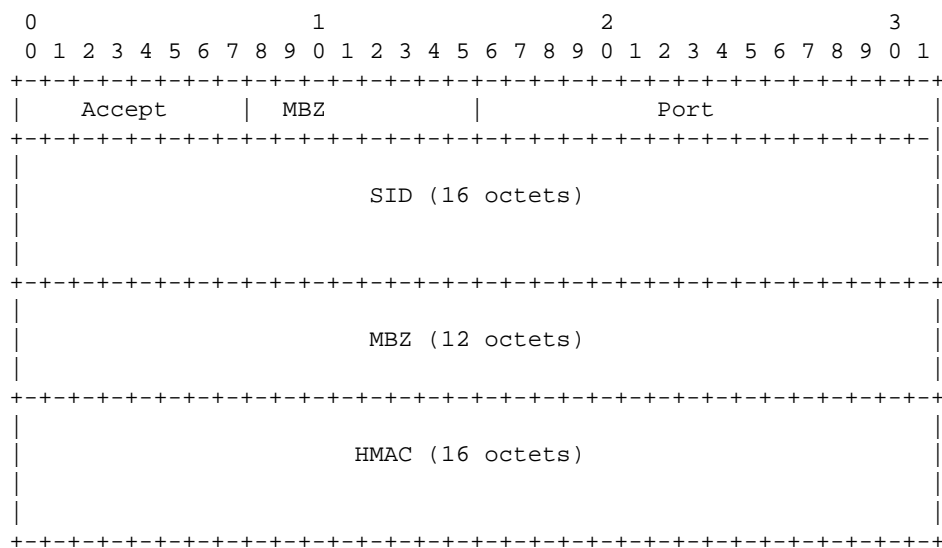 0                   1                   2                   3
0 1 2 3 4 5 6 7 8 9 0 1 2 3 4 5 6 7 8 9 0 1 2 3 4 5 6 7 8 9 0 1
+-+-+-+-+-+-+-+-+-+-+-+-+-+-+-+-+-+-+-+-+-+-+-+-+-+-+-+-+-+-+-+-+
|    Accept     |  MBZ          |            Port               |
+-+-+-+-+-+-+-+-+-+-+-+-+-+-+-+-+-+-+-+-+-+-+-+-+-+-+-+-+-+-+-+-|
|                                                               |
|                        SID (16 octets)                        |
|                                                               |
|                                                               |
+-+-+-+-+-+-+-+-+-+-+-+-+-+-+-+-+-+-+-+-+-+-+-+-+-+-+-+-+-+-+-+-+
|                                                               |
|                        MBZ (12 octets)                        |
|                                                               |
+-+-+-+-+-+-+-+-+-+-+-+-+-+-+-+-+-+-+-+-+-+-+-+-+-+-+-+-+-+-+-+-+
|                                                               |
|                       HMAC (16 octets)                        |
|                                                               |
|                                                               |
+-+-+-+-+-+-+-+-+-+-+-+-+-+-+-+-+-+-+-+-+-+-+-+-+-+-+-+-+-+-+-+-+